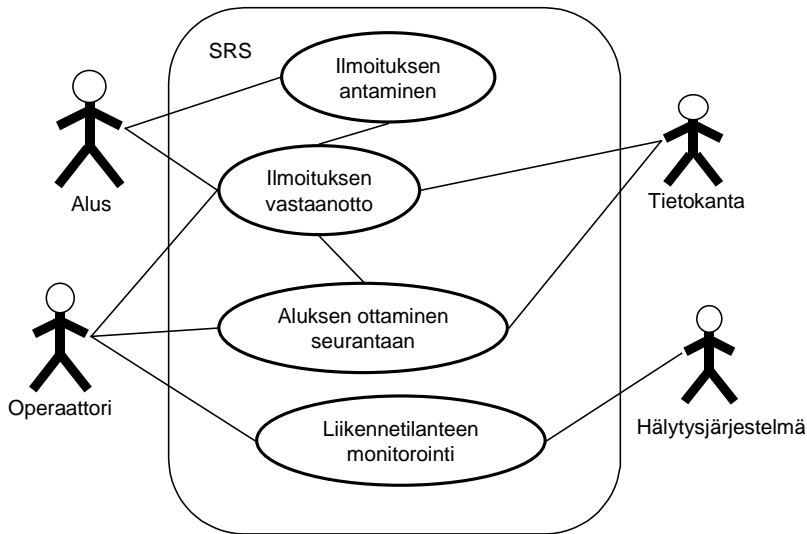 SRS
Ilmoituksen
antaminen
Alus
Ilmoituksen
vastaanotto
Tietokanta
Aluksen ottaminen
seurantaan
Operaattori
Liikennetilanteen
monitorointi
Hälytysjärjestelmä